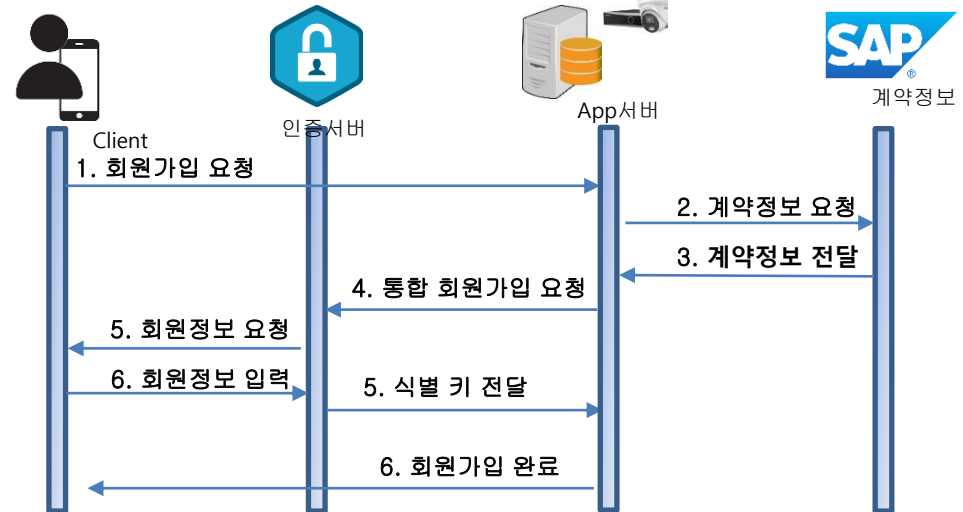 SAP
®
계약정보
App서버
인증서버
Client
1. 회원가입 요청
2. 계약정보 요청
3. 계약정보 전달
4. 통합 회원가입 요청
5. 회원정보 요청
6. 회원정보 입력
5. 식별 키 전달
6. 회원가입 완료